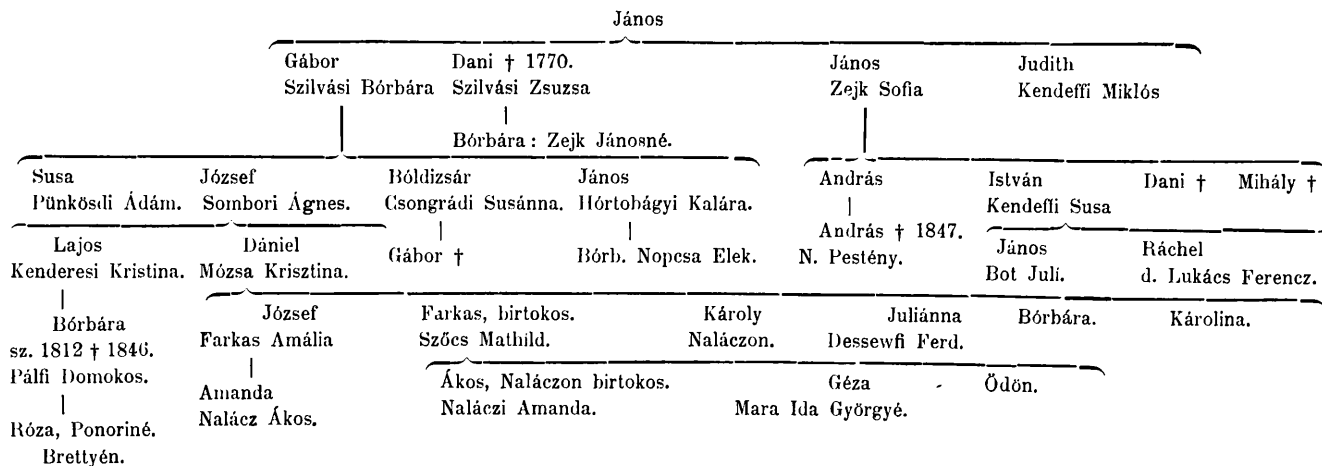 János
Gábor Dani † 1770. János Judith
Szilvási Bórbára Szilvási Zsuzsa Zejk Sofia Kendeffi Miklós
Bórbára : Zejk Jánosné.
Susa József Bóldizsár János András István Dani † Mihály †
Pünkösdi Ádám. Sombori Ágnes. Csongrádi Susánna. Hórtobágyi Kalára. Kendeffi Susa
András † 1847.
Lajos Dániel Gábor † Bórb. Nopcsa Elek. N. Pestény. János Ráchel
Kenderesi Kristina. Mózsa Krisztina. Bot Juli. d. Lukács Ferencz.
József Farkas, birtokos. Károly Juliánna Bórbára. Károlina.
Bórbára Farkas Amália Szőcs Mathild. Naláczon. Dessewfi Ferd.
sz. 1812 † 1846.
Pálfi Domokos. Amanda Ákos, Naláczon birtokos. Géza Ödön.
Nalácz Ákos. Naláczi Amanda. Mara Ida Györgyé.
Róza, Ponoriné.
Brettyén.